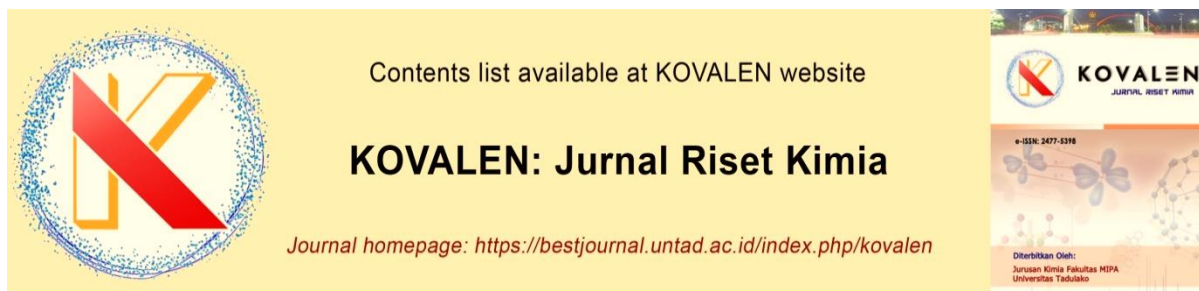 Contents list available at KOVALEN website
KOVALEN: Jurnal Riset Kimia
Journal homepage: https://bestjournal.untad.ac.id/index.php/kovalen
K
KOVALEN
JURNAL RISET KIMIA
e-ISSN: 2477-5398
Diterbitkan Oleh:
Jurusan Kimia Fakultas MIPA
Universitas Tadulako